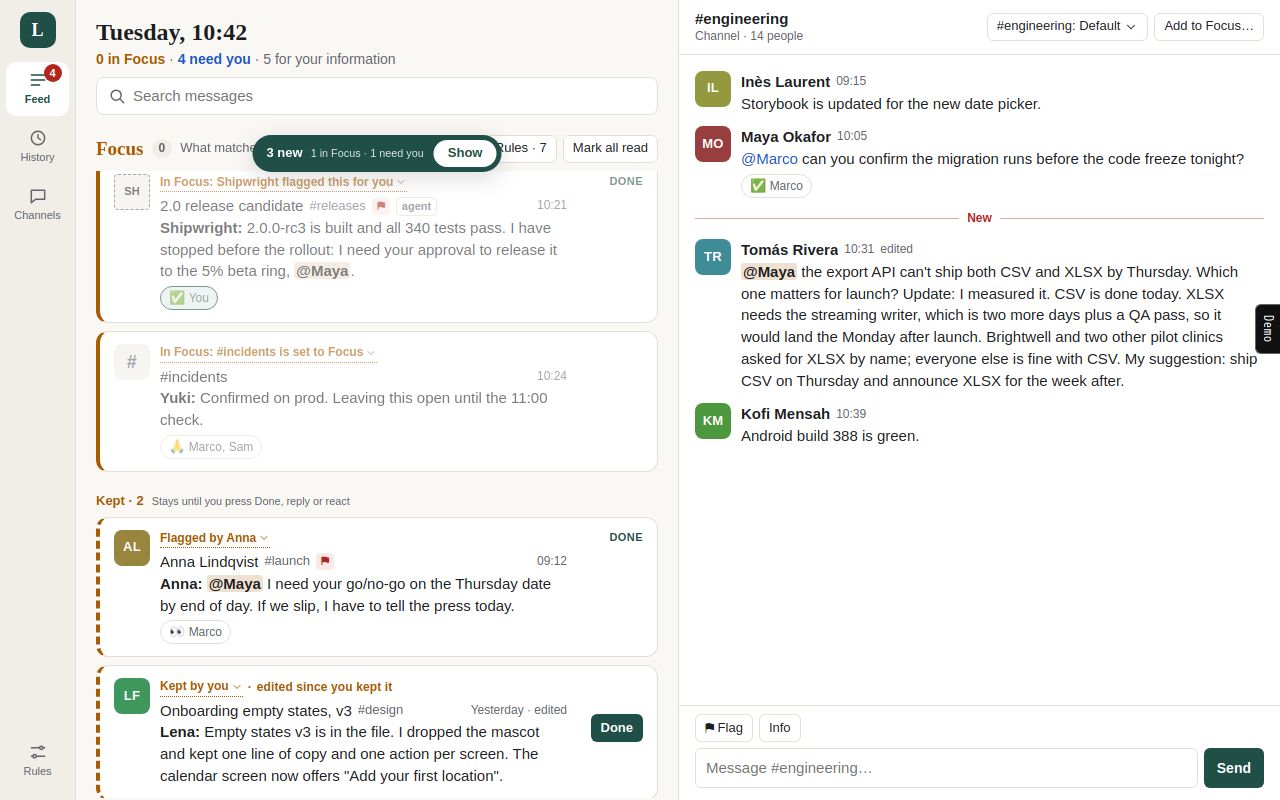 L
4
Feed
History
Channels
Rules
Tuesday, 10:42
0 in Focus · 4 need you · 5 for your information
Search messages
Focus 0 What matche
3 new 1 in Focus · 1 need you Show
Rules · 7 Mark all read
SH
In Focus: Shipwright flagged this for you
DONE
2.0 release candidate #releases agent 10:21
Shipwright: 2.0.0-rc3 is built and all 340 tests pass. I have
stopped before the rollout: I need your approval to release it
to the 5% beta ring, @Maya.
✅ You
In Focus: #incidents is set to Focus
#
#incidents 10:24
Yuki: Confirmed on prod. Leaving this open until the 11:00
check.
🙏 Marco, Sam
Kept · 2 Stays until you press Done, reply or react
AL
Flagged by Anna
DONE
Anna Lindqvist #launch 09:12
Anna: @Maya I need your go/no-go on the Thursday date
by end of day. If we slip, I have to tell the press today.
👀 Marco
LF
Kept by you · edited since you kept it
Onboarding empty states, v3 #design Yesterday · edited
Lena: Empty states v3 is in the file. I dropped the mascot
and kept one line of copy and one action per screen. The
calendar screen now offers "Add your first location".
Done
#engineering
Channel · 14 people
#engineering: Default
Add to Focus…
IL
Inès Laurent 09:15
Storybook is updated for the new date picker.
MO
Maya Okafor 10:05
@Marco can you confirm the migration runs before the code freeze tonight?
✅ Marco
New
TR
Tomás Rivera 10:31 edited
@Maya the export API can't ship both CSV and XLSX by Thursday. Which
one matters for launch? Update: I measured it. CSV is done today. XLSX
needs the streaming writer, which is two more days plus a QA pass, so it
would land the Monday after launch. Brightwell and two other pilot clinics
asked for XLSX by name; everyone else is fine with CSV. My suggestion: ship
CSV on Thursday and announce XLSX for the week after.
KM
Kofi Mensah 10:39
Android build 388 is green.
Demo
Flag
Info
Message #engineering…
Send